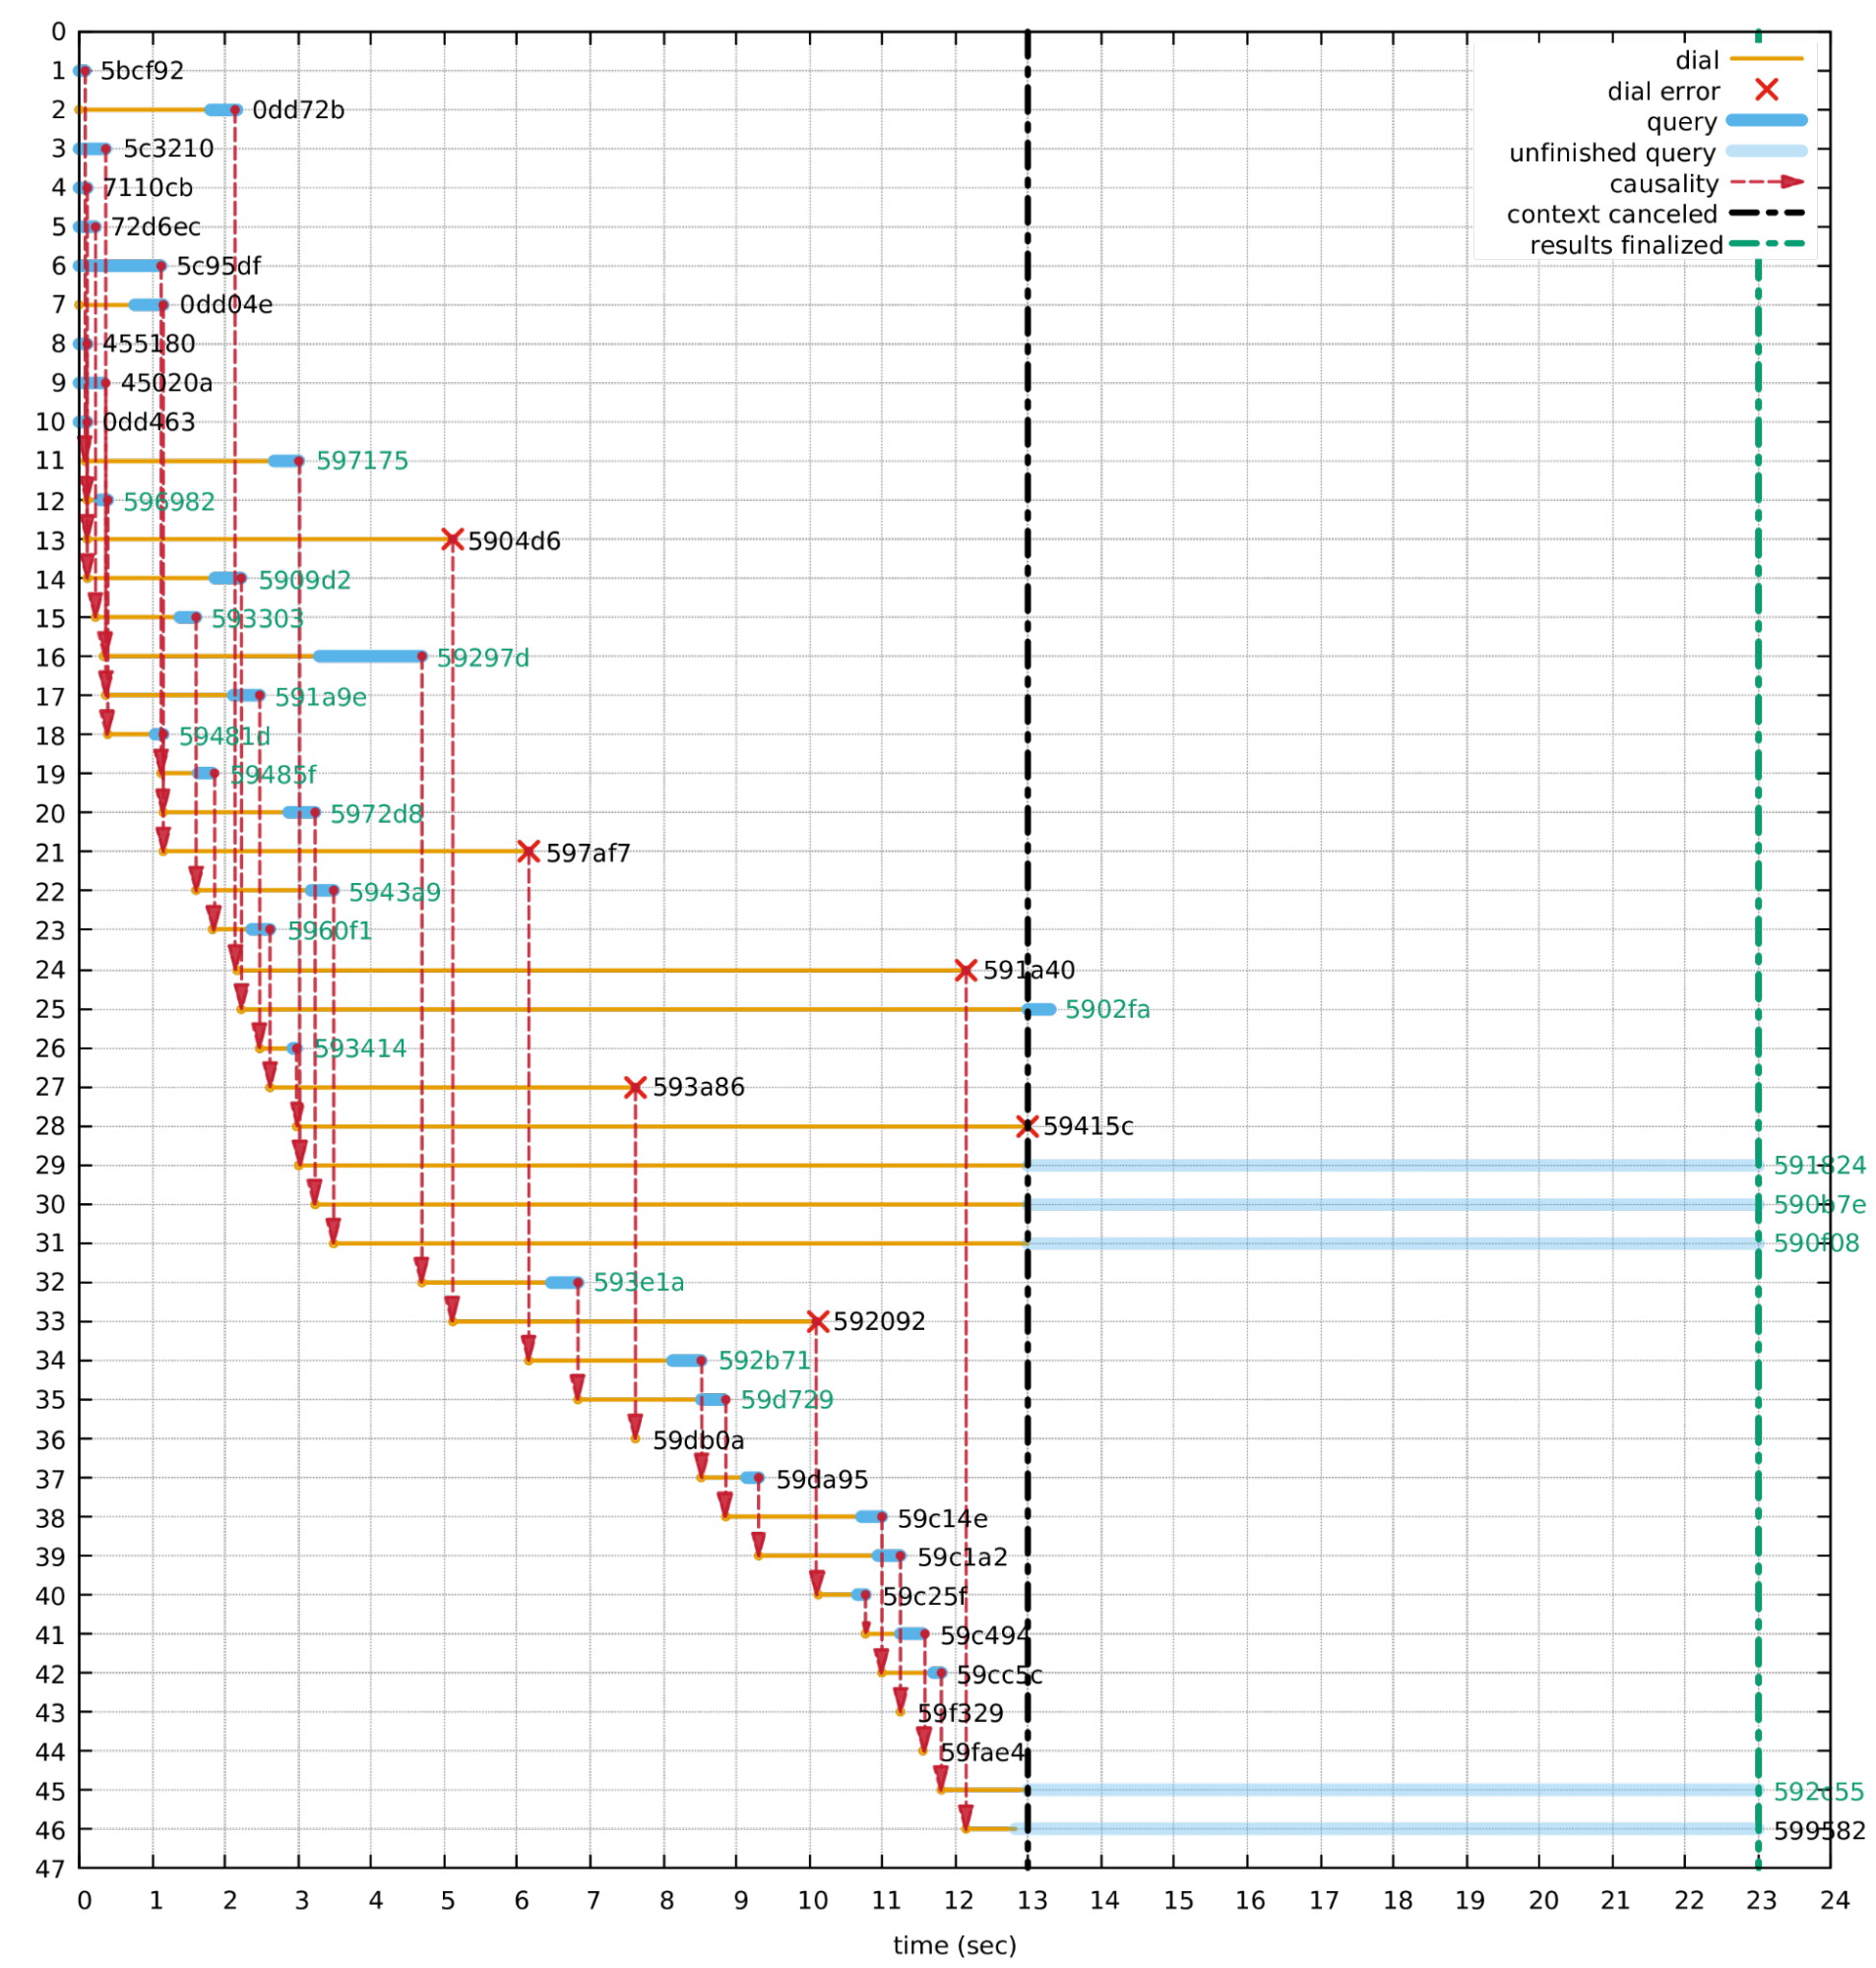 0
dial
1 5bcf92
dial error
2 0dd72b
query
3 5c3210
unfinished query
4 7110cb
causality
5 72d6ec
context canceled
results finalized
6 5c95df
7 0dd04e
8 455180
9 45020a
10 0dd463
11 597175
12 596982
13 5904d6
14 5909d2
15 593303
16 59297d
17 591a9e
18 59481d
19 59485f
20 5972d8
21 597af7
22 5943a9
23 5960f1
24 591a40
25 5902fa
26 593414
27 593a86
28 59415c
29 591824
30 590b7e
31 590f08
32 593e1a
33 592092
34 592b71
35 59d729
36 59db0a
37 59da95
38 59c14e
39 59c1a2
40 59c25f
41 59c494
42 59cc5c
43 59f329
44 59fae4
45 592c55
46 599582
47
0 1 2 3 4 5 6 7 8 9 10 11 12 13 14 15 16 17 18 19 20 21 22 23 24
time (sec)